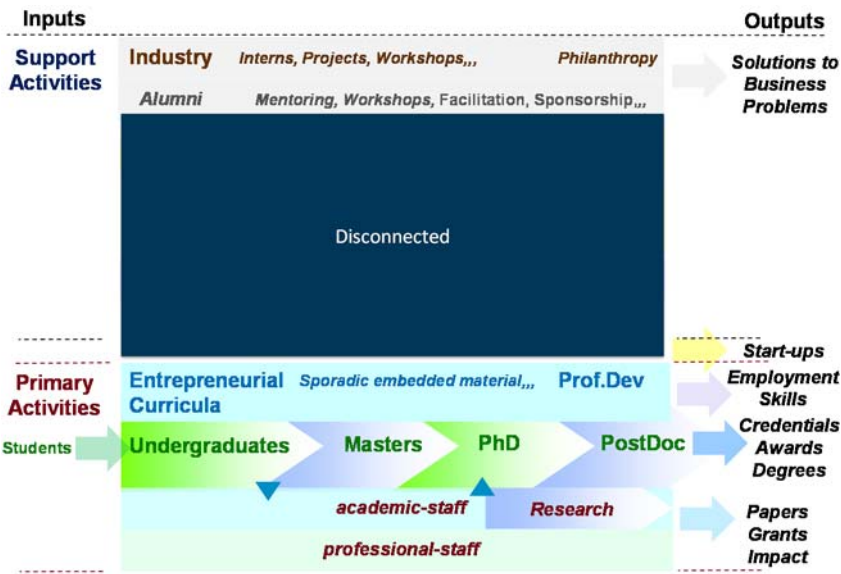 Inputs
Outputs
Support
Activities
Industry
Interns, Projects, Workshops,,,
Philanthropy
Alumni
Mentoring, Workshops, Facilitation, Sponsorship,,,
Solutions to
Business
Problems
Disconnected
Start-ups
Primary
Activities
Entrepreneurial
Curricula
Sporadic embedded material,,,
Prof.Dev
Employment
Skills
Students
Undergraduates
Masters
PhD
PostDoc
Credentials
Awards
Degrees
academic-staff
Research
professional-staff
Papers
Grants
Impact